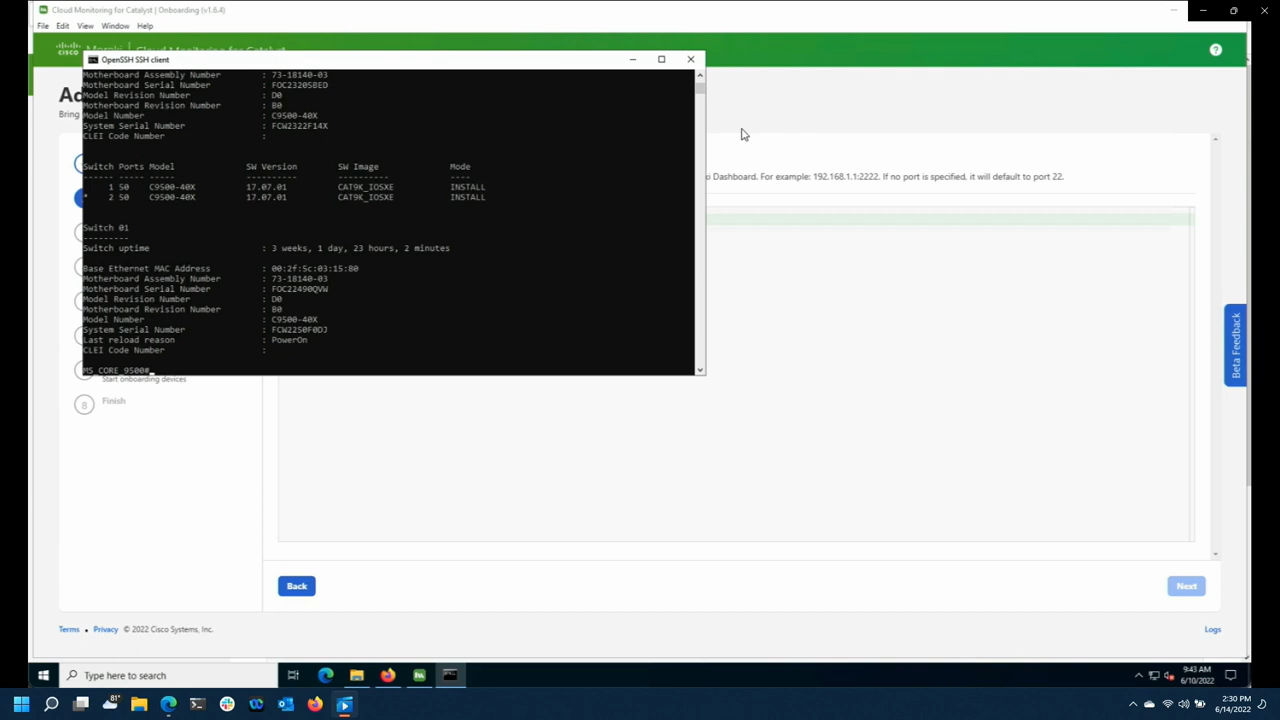 Cloud Monitoring for Catalyst | Onboarding (v1.6.4)
File Edit View Window Help
cisco Meraki | Cloud Monitoring for Catalyst
?
OpenSSH SSH client
Motherboard Assembly Number : 73-18140-03
Motherboard Serial Number : FOC23205BED
Model Revision Number : D0
Motherboard Revision Number : B0
Model Number : C9500-40X
System Serial Number : FCW2322F14X
CLEI Code Number :
Switch Ports Model SW Version SW Image Mode
------ ----- ----- ---------- ---------- ----
1 50 C9500-40X 17.07.01 CAT9K_IOSXE INSTALL
* 2 50 C9500-40X 17.07.01 CAT9K_IOSXE INSTALL
Switch 01
---------
Switch uptime : 3 weeks, 1 day, 23 hours, 2 minutes
Base Ethernet MAC Address : 00:2f:5c:03:15:80
Motherboard Assembly Number : 73-18140-03
Motherboard Serial Number : FOC22490QVW
Model Revision Number : D0
Motherboard Revision Number : B0
Model Number : C9500-40X
System Serial Number : FCW2250F0DJ
Last reload reason : PowerOn
CLEI Code Number :
MS_CORE_9500#
Ad
Bring
o Dashboard. For example: 192.168.1.1:2222. If no port is specified, it will default to port 22.
Start onboarding devices
8 Finish
Beta Feedback
Back
Next
Terms • Privacy © 2022 Cisco Systems, Inc.
Logs
Type here to search
9:43 AM
6/10/2022
81°
2:30 PM
6/14/2022